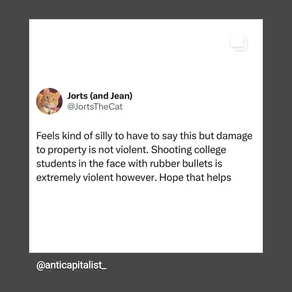 Jorts (and Jean)
@JortsTheCat
Feels kind of silly to have to say this but damage
to property is not violent. Shooting college
students in the face with rubber bullets is
extremely violent however. Hope that helps
@anticapitalist_